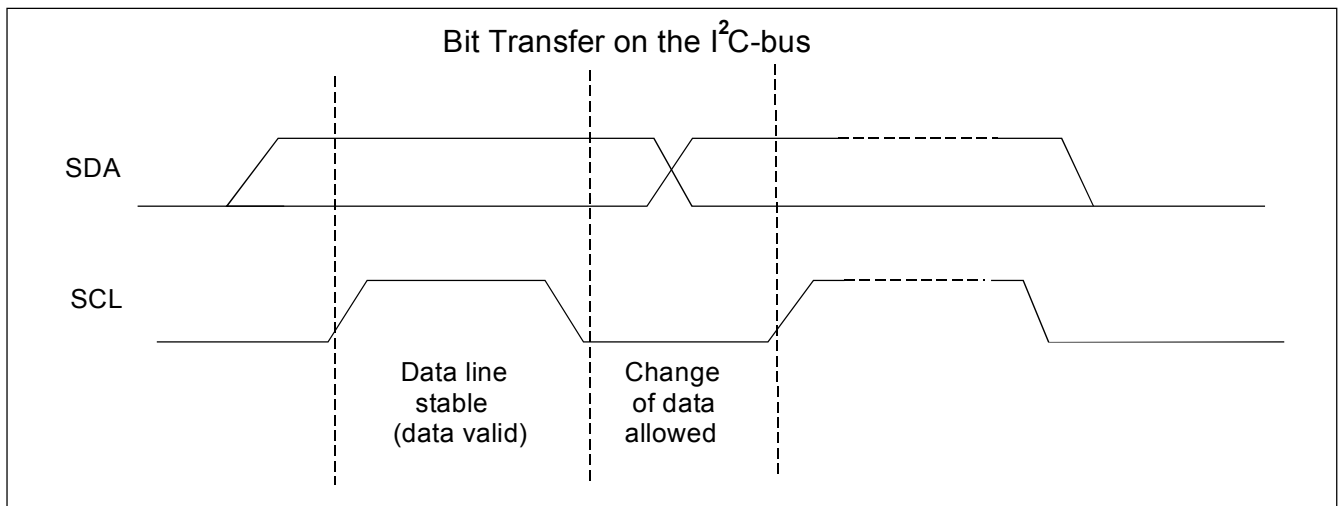 Bit Transfer on the I²C-bus
SDA
SCL
Data line
stable
(data valid)
Change
of data
allowed